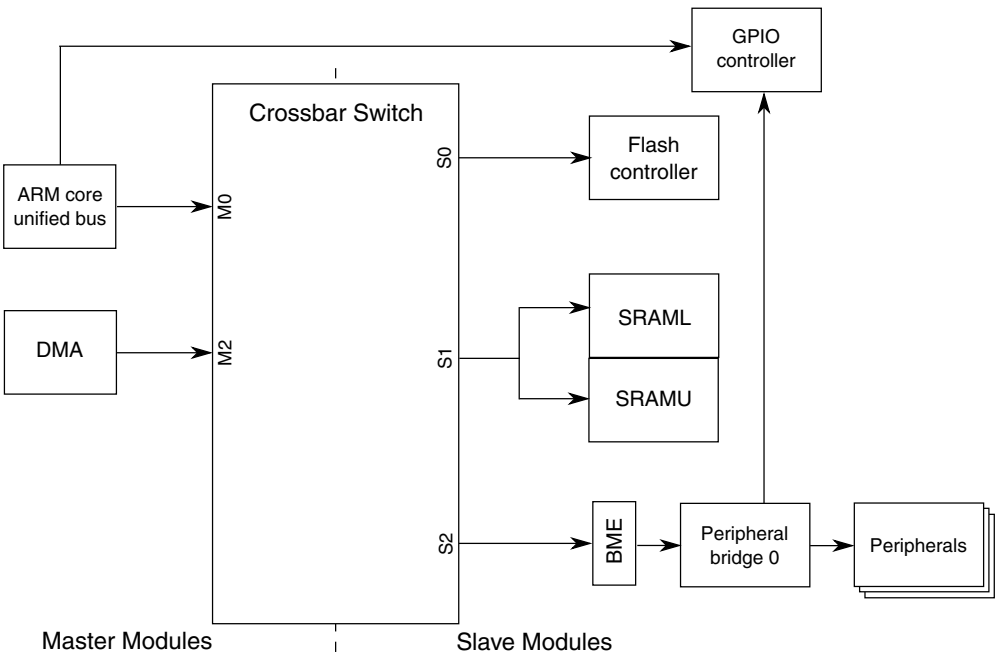 GPIO
controller
Crossbar Switch
S0
Flash
controller
ARM core
unified bus
M0
DMA
M2
S1
SRAML
SRAMU
S2
BME
Peripheral
bridge 0
Peripherals
Master Modules
Slave Modules